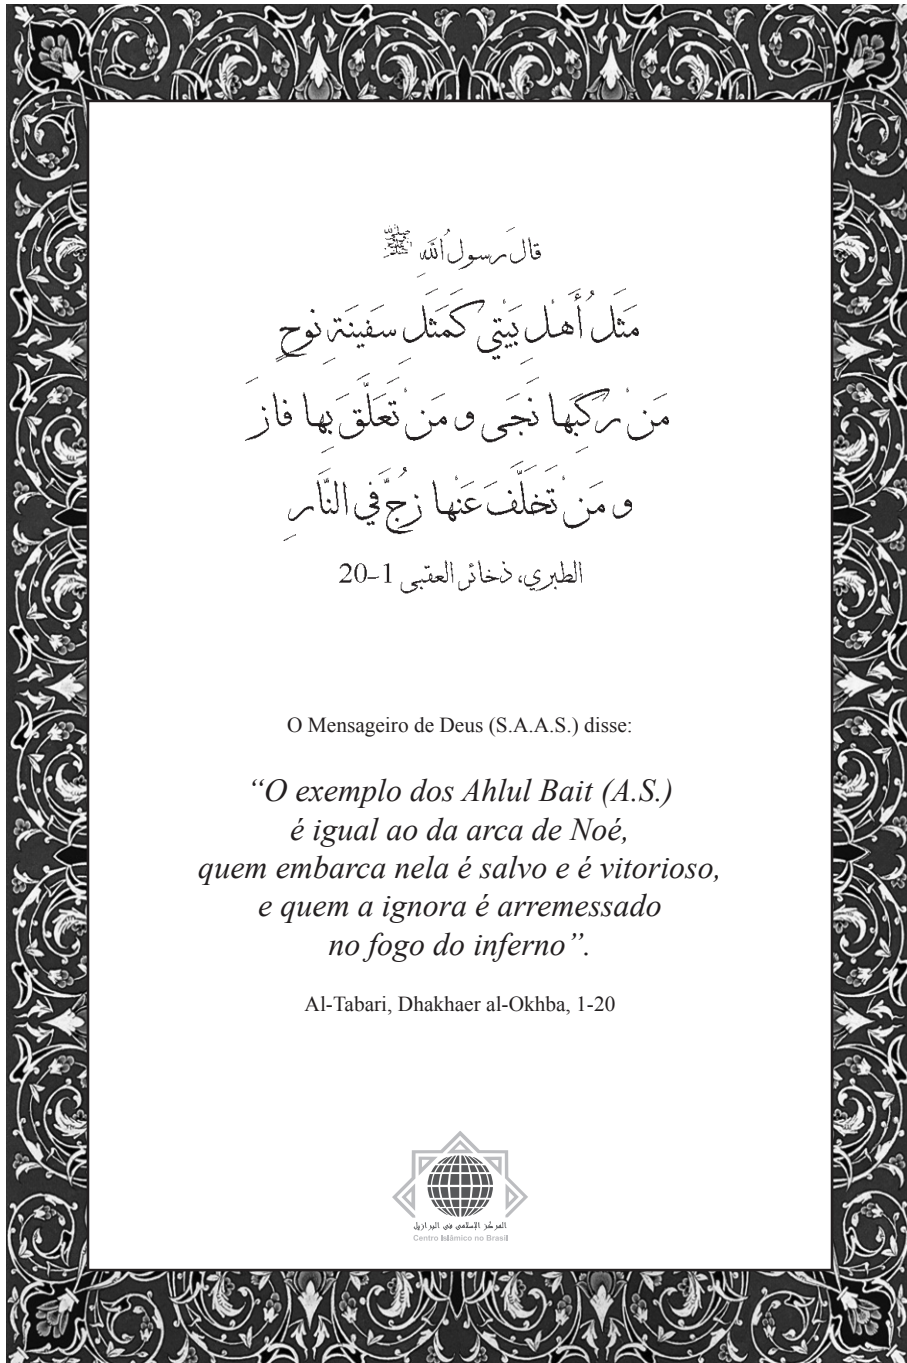 قالَ رسولُ اللهِ ﷺ
مَثَلُ أَهلِ بَيْتي كَمَثَلِ سَفينَةِ نوحٍ
مَنْ رَكِبَها نَجَى و مَنْ تَعَلَّقَ بِها فازَ
و مَنْ تَخَلَّفَ عَنْها زُجَّ في النَّارِ
الطبري، ذخائر العقبى 1-20
O Mensageiro de Deus (S.A.A.S.) disse:
“O exemplo dos Ahlul Bait (A.S.)
é igual ao da arca de Noé,
quem embarca nela é salvo e é vitorioso,
e quem a ignora é arremessado
no fogo do inferno”.
Al-Tabari, Dhakhaer al-Okhba, 1-20
المركز الإسلامي في البرازيل
Centro Islâmico no Brasil